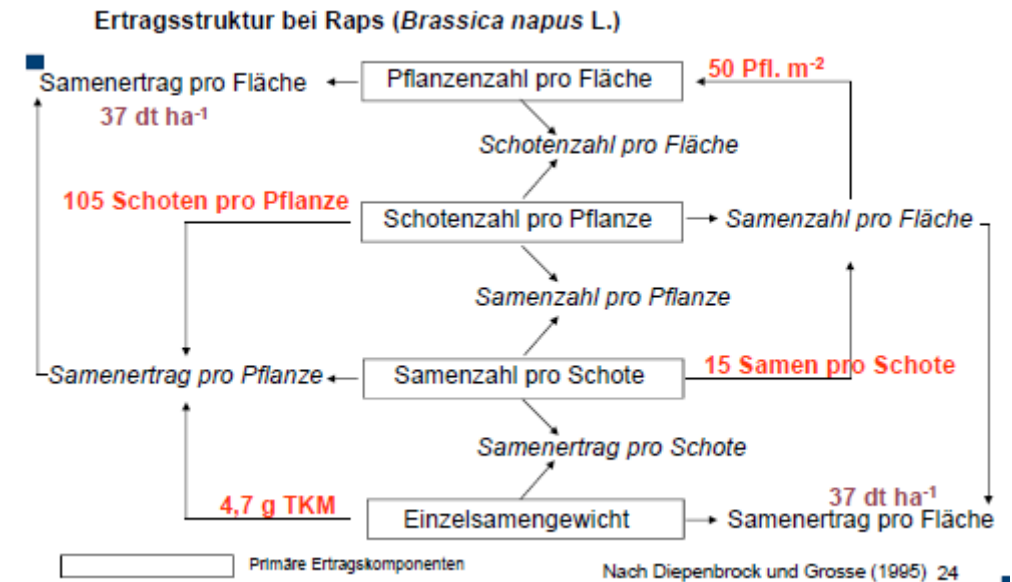 Ertragsstruktur bei Raps (Brassica napus L.)
Samenertrag pro Fläche
Pflanzenzahl pro Fläche
50 Pfl. m-2
37 dt ha-1
Schotenzahl pro Fläche
105 Schoten pro Pflanze
Schotenzahl pro Pflanze
Samenzahl pro Fläche
Samenzahl pro Pflanze
Samenertrag pro Pflanze
Samenzahl pro Schote
15 Samen pro Schote
Samenertrag pro Schote
4,7 g TKM
Einzelsamengewicht
37 dt ha-1
Samenertrag pro Fläche
Primäre Ertragskomponenten
Nach Diepenbrock und Grosse (1995) 24